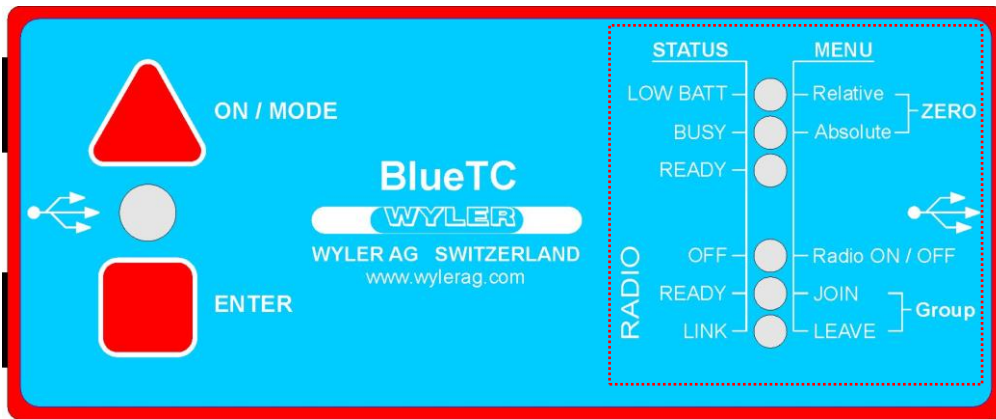 ON / MODE
ENTER
BlueTC
WYLER
WYLER AG SWITZERLAND
www.wylerag.com
STATUS MENU
LOW BATT Relative
ZERO
BUSY Absolute
READY
RADIO
OFF Radio ON / OFF
READY JOIN
Group
LINK LEAVE